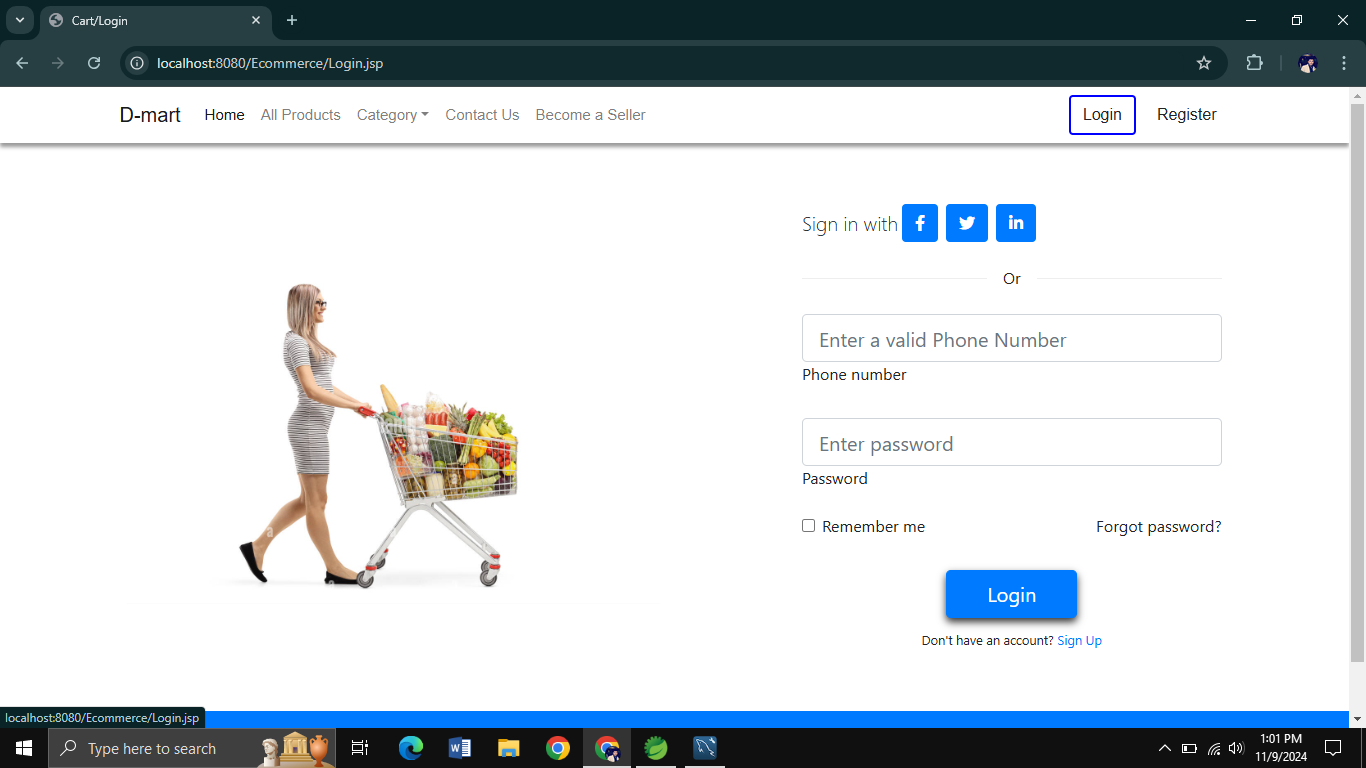 Cart/Login
localhost:8080/Ecommerce/Login.jsp
D-mart Home All Products Category Contact Us Become a Seller Login Register
Sign in with
Or
Enter a valid Phone Number
Phone number
Enter password
Password
Remember me Forgot password?
Login
Don't have an account? Sign Up
localhost:8080/Ecommerce/Login.jsp
Type here to search
1:01 PM
11/9/2024